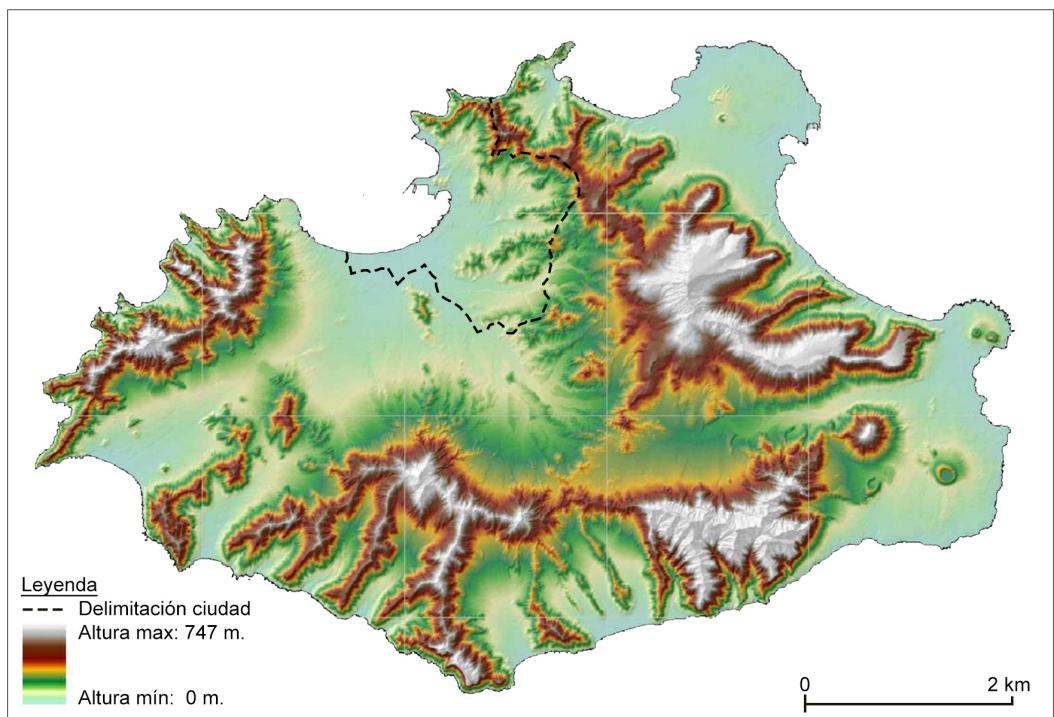 Leyenda
Delimitación ciudad
Altura max: 747 m.
Altura mín: 0 m.
0 2 km